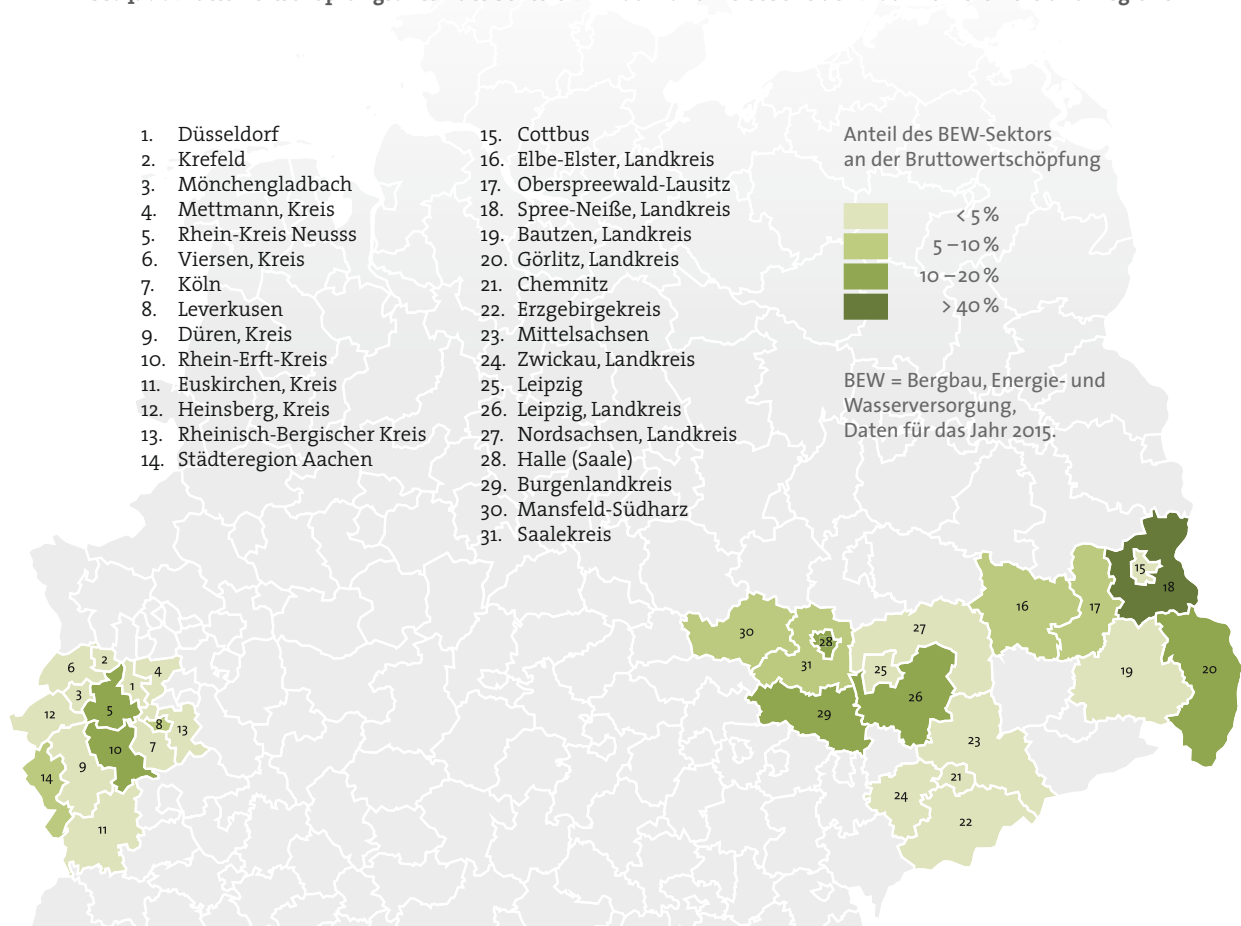 1. Düsseldorf
2. Krefeld
3. Mönchengladbach
4. Mettmann, Kreis
5. Rhein-Kreis Neusss
6. Viersen, Kreis
7. Köln
8. Leverkusen
9. Düren, Kreis
10. Rhein-Erft-Kreis
11. Euskirchen, Kreis
12. Heinsberg, Kreis
13. Rheinisch-Bergischer Kreis
14. Städteregion Aachen
15. Cottbus
16. Elbe-Elster, Landkreis
17. Oberspreewald-Lausitz
18. Spree-Neiße, Landkreis
19. Bautzen, Landkreis
20. Görlitz, Landkreis
21. Chemnitz
22. Erzgebirgekreis
23. Mittelsachsen
24. Zwickau, Landkreis
25. Leipzig
26. Leipzig, Landkreis
27. Nordsachsen, Landkreis
28. Halle (Saale)
29. Burgenlandkreis
30. Mansfeld-Südharz
31. Saalekreis
Anteil des BEW-Sektors
an der Bruttowertschöpfung
< 5 %
5 – 10 %
10 – 20 %
> 40 %
BEW = Bergbau, Energie- und
Wasserversorgung,
Daten für das Jahr 2015.
15
18
16
17
27
30
28
31
25
19
20
26
29
23
21
24
22
2
6
4
1
3
5
12
8
13
7
10
9
14
11